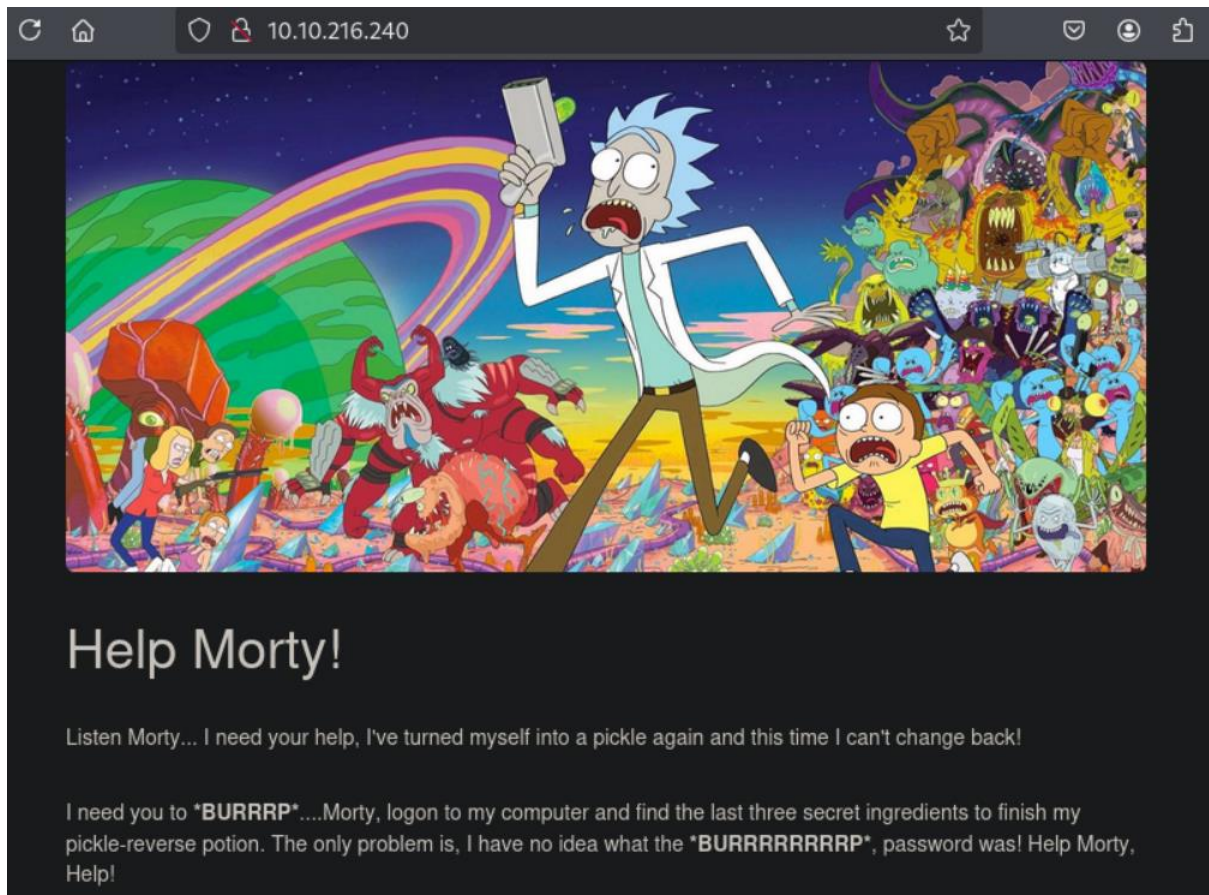 10.10.216.240
Help Morty!
Listen Morty... I need your help, I've turned myself into a pickle again and this time I can't change back!
I need you to *BURRRP*....Morty, logon to my computer and find the last three secret ingredients to finish my
pickle-reverse potion. The only problem is, I have no idea what the *BURRRRRRRRP*, password was! Help Morty,
Help!